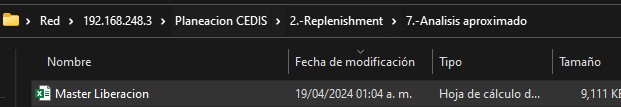 Red > 192.168.248.3 > Planeacion CEDIS > 2.-Replenishment > 7.-Analisis aproximado
Nombre Fecha de modificación Tipo Tamaño
Master Liberacion 19/04/2024 01:04 a. m. Hoja de cálculo d... 9,111 KB